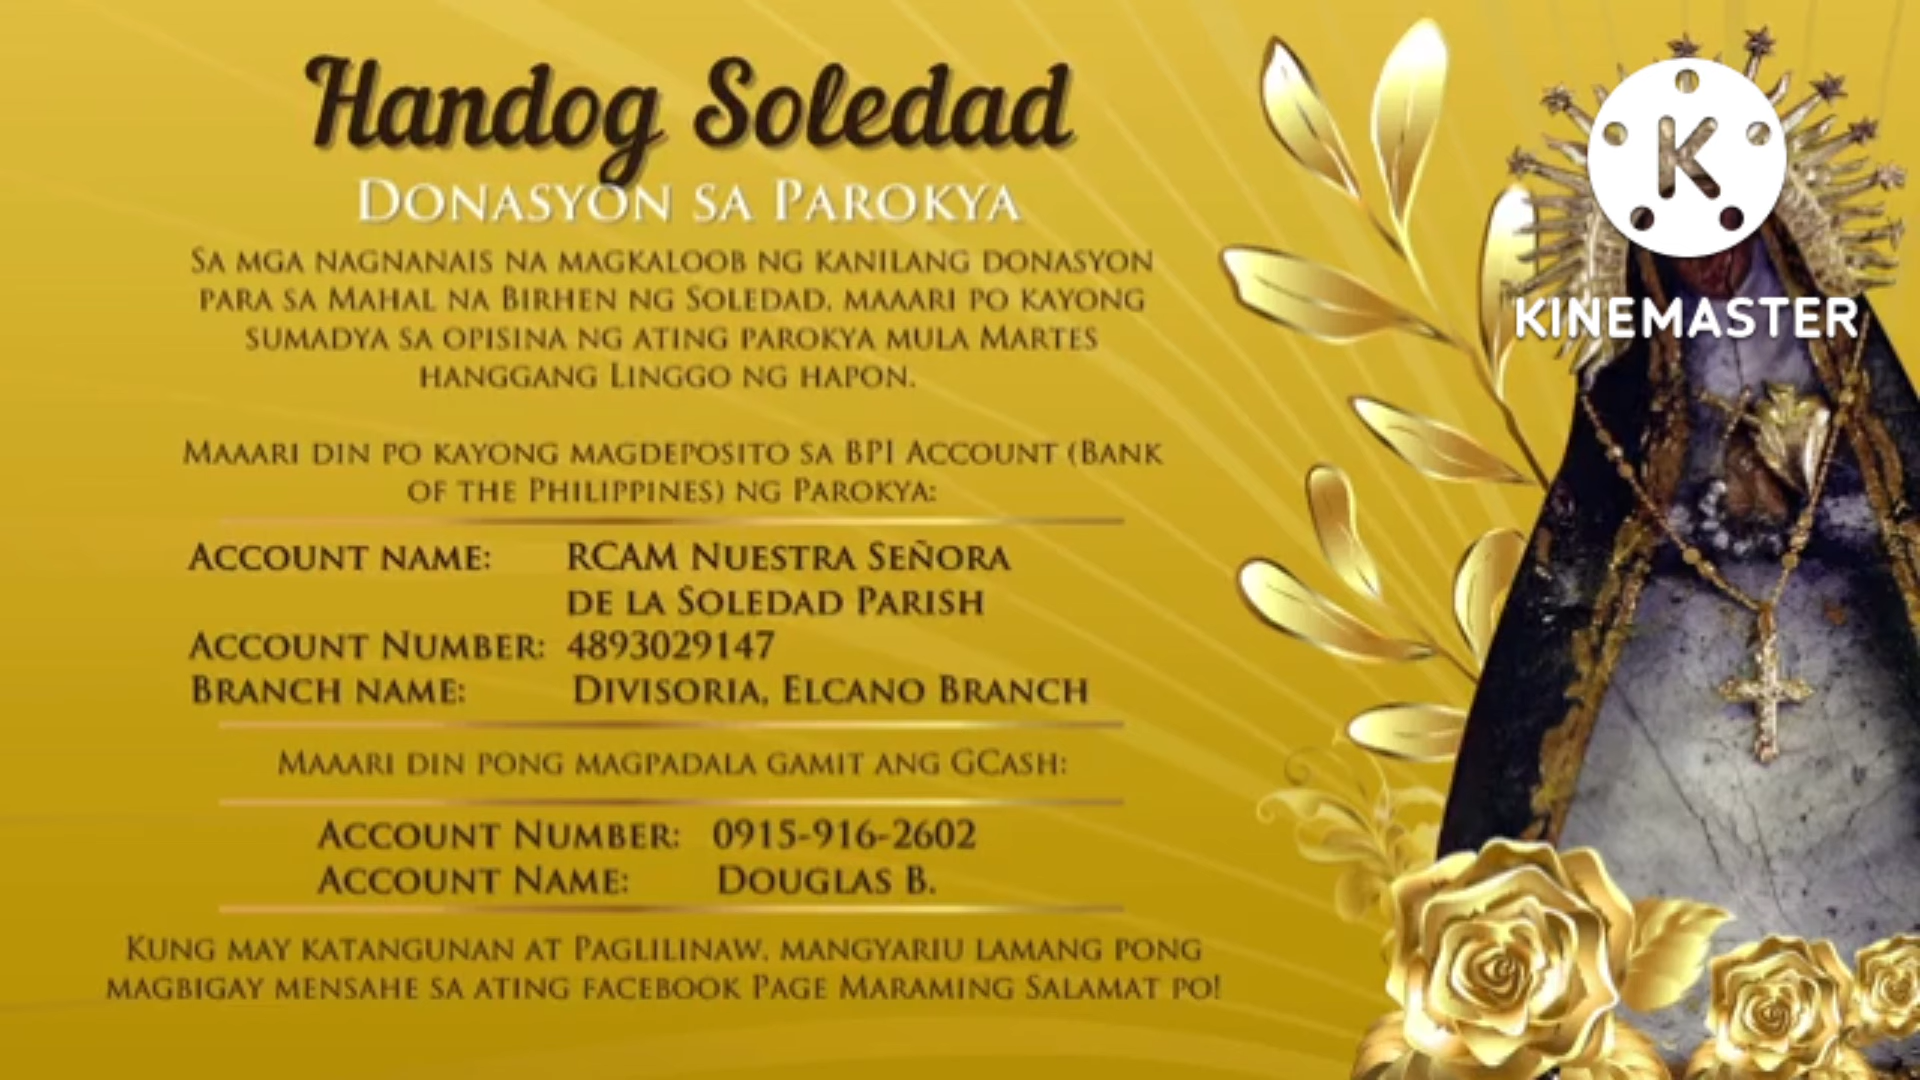 Handog Soledad
Donasyon sa Parokya
Sa mga nagnanais na magkaloob ng kanilang donasyon
para sa Mahal na Birhen ng Soledad, maaari po kayong
sumadya sa opisina ng ating parokya mula Martes
hanggang Linggo ng hapon.
Maaari din po kayong magdeposito sa BPI Account (Bank
of the Philippines) ng Parokya:
Account name: RCAM Nuestra Señora
de la Soledad Parish
Account Number: 4893029147
Branch name: Divisoria, Elcano Branch
Maaari din pong magpadala gamit ang GCash:
Account Number: 0915-916-2602
Account Name: Douglas B.
Kung may katangunan at Paglilinaw, mangyariu lamang pong
magbigay mensahe sa ating facebook Page Maraming Salamat po!
K
KINEMASTER